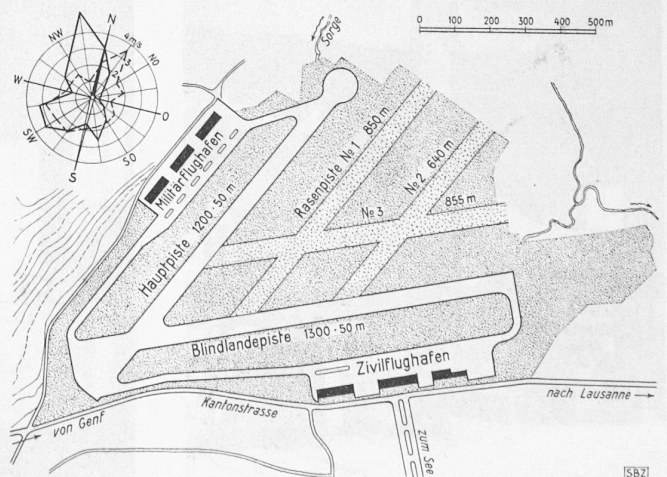 N
NW
4 m/s
3
2
NO
W
O
SW
SO
S
Sorge
0 100 200 300 400 500 m
Militärflughafen
Hauptpiste 1200·50 m
Rasenpiste № 1 850 m
№ 2 640 m
№ 3 855 m
Blindlandepiste 1300·50 m
Zivilflughafen
von Genf
Kantonstrasse
nach Lausanne
zum See
SBZ